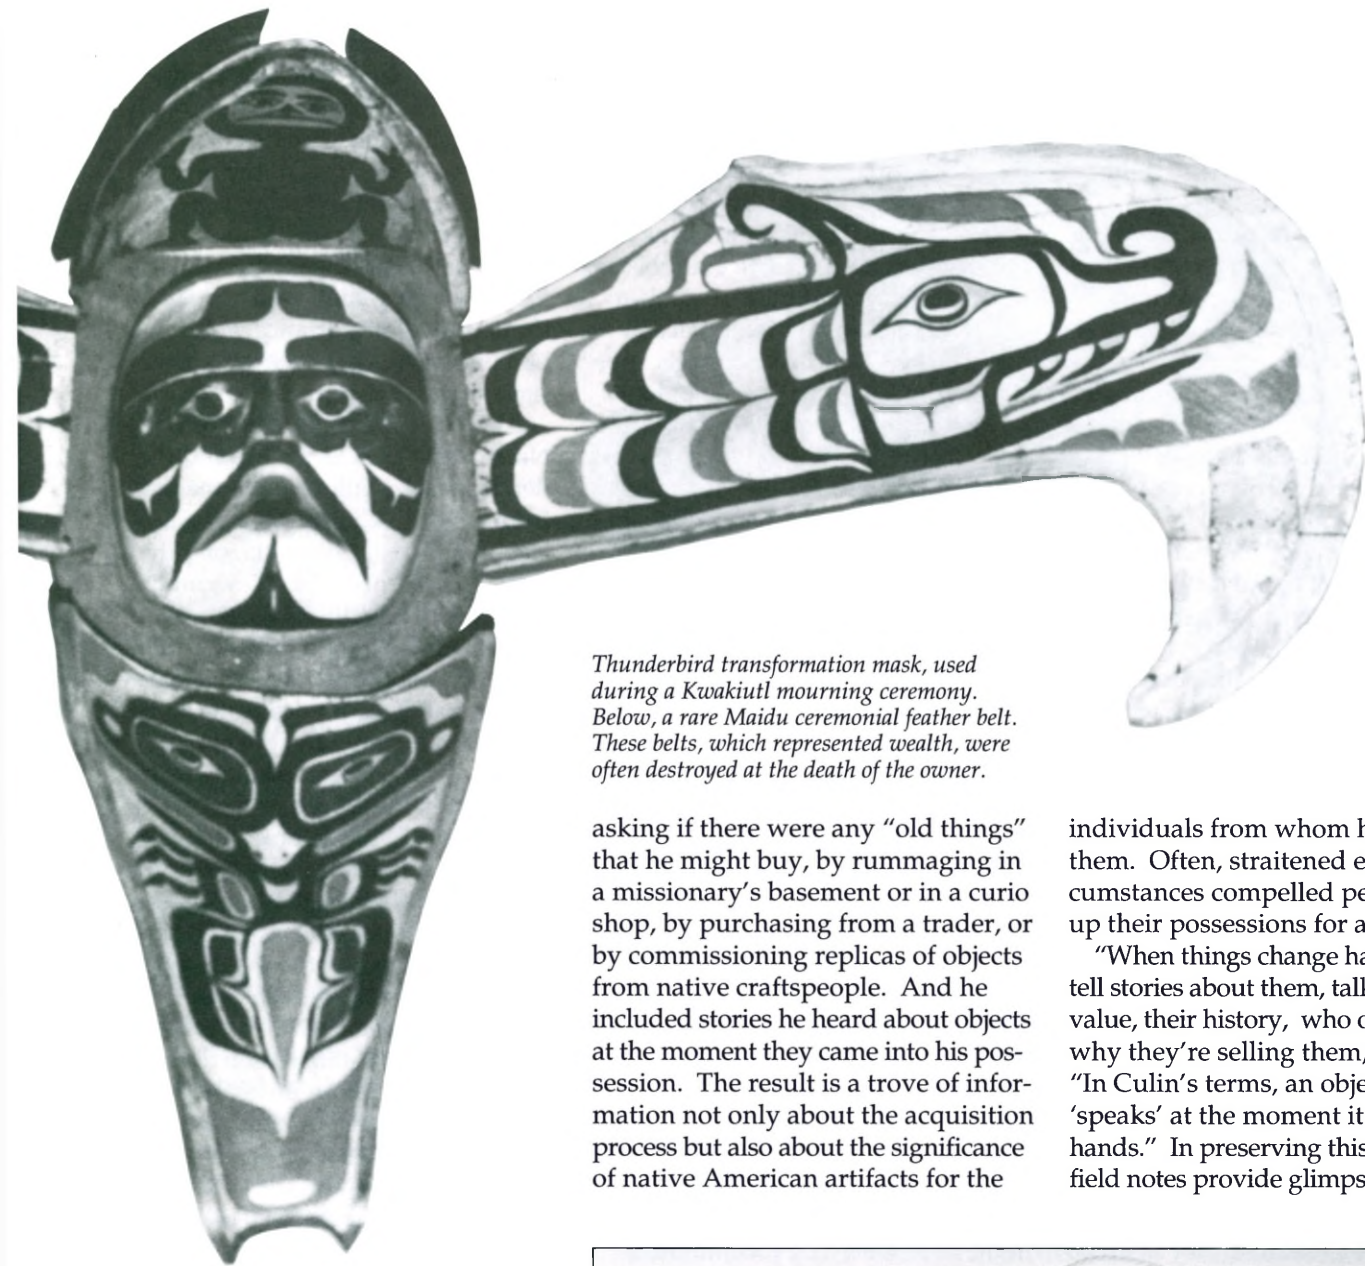 Thunderbird transformation mask, used
during a Kwakiutl mourning ceremony.
Below, a rare Maidu ceremonial feather belt.
These belts, which represented wealth, were
often destroyed at the death of the owner.
asking if there were any “old things”
that he might buy, by rummaging in
a missionary’s basement or in a curio
shop, by purchasing from a trader, or
by commissioning replicas of objects
from native craftspeople. And he
included stories he heard about objects
at the moment they came into his pos-
session. The result is a trove of infor-
mation not only about the acquisition
process but also about the significance
of native American artifacts for the
individuals from whom
them. Often, straitened
cumstances compelled
up their possessions for
“When things change
tell stories about them,
value, their history, who
why they’re selling them,
“In Culin’s terms, an
‘speaks’ at the moment it
hands.” In preserving this
field notes provide